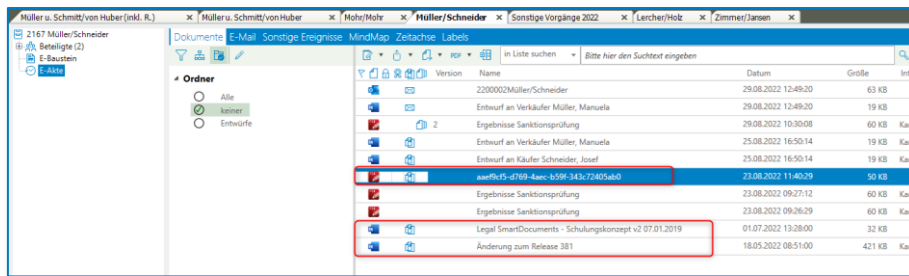 Müller u. Schmitt/von Huber (inkl. R.) × Müller u. Schmitt/von Huber × Mohr/Mohr × Müller/Schneider × Sonstige Vorgänge 2022 × Lercher/Holz × Zimmer/Jansen ×
2167 Müller/Schneider
Beteiligte (2)
E-Baustein
E-Akte
Dokumente E-Mail Sonstige Ereignisse MindMap Zeitachse Labels
Ordner
Alle
keiner
Entwürfe
PDF in Liste suchen Bitte hier den Suchtext eingeben
Version Name Datum Größe
2200002Müller/Schneider 29.08.2022 12:49:20 63 KB
Entwurf an Verkäufer Müller, Manuela 29.08.2022 12:49:20 19 KB
2 Ergebnisse Sanktionsprüfung 29.08.2022 10:30:08 60 KB
Entwurf an Verkäufer Müller, Manuela 25.08.2022 16:50:14 19 KB
Entwurf an Käufer Schneider, Josef 25.08.2022 16:50:14 19 KB
aaef9cf5-d769-4aec-b59f-343c72405ab0 23.08.2022 11:40:29 50 KB
Ergebnisse Sanktionsprüfung 23.08.2022 09:27:12 60 KB
Ergebnisse Sanktionsprüfung 23.08.2022 09:26:29 60 KB
Legal SmartDocuments - Schulungskonzept v2 07.01.2019 01.07.2022 13:28:00 32 KB
Änderung zum Release 381 18.05.2022 08:51:00 421 KB